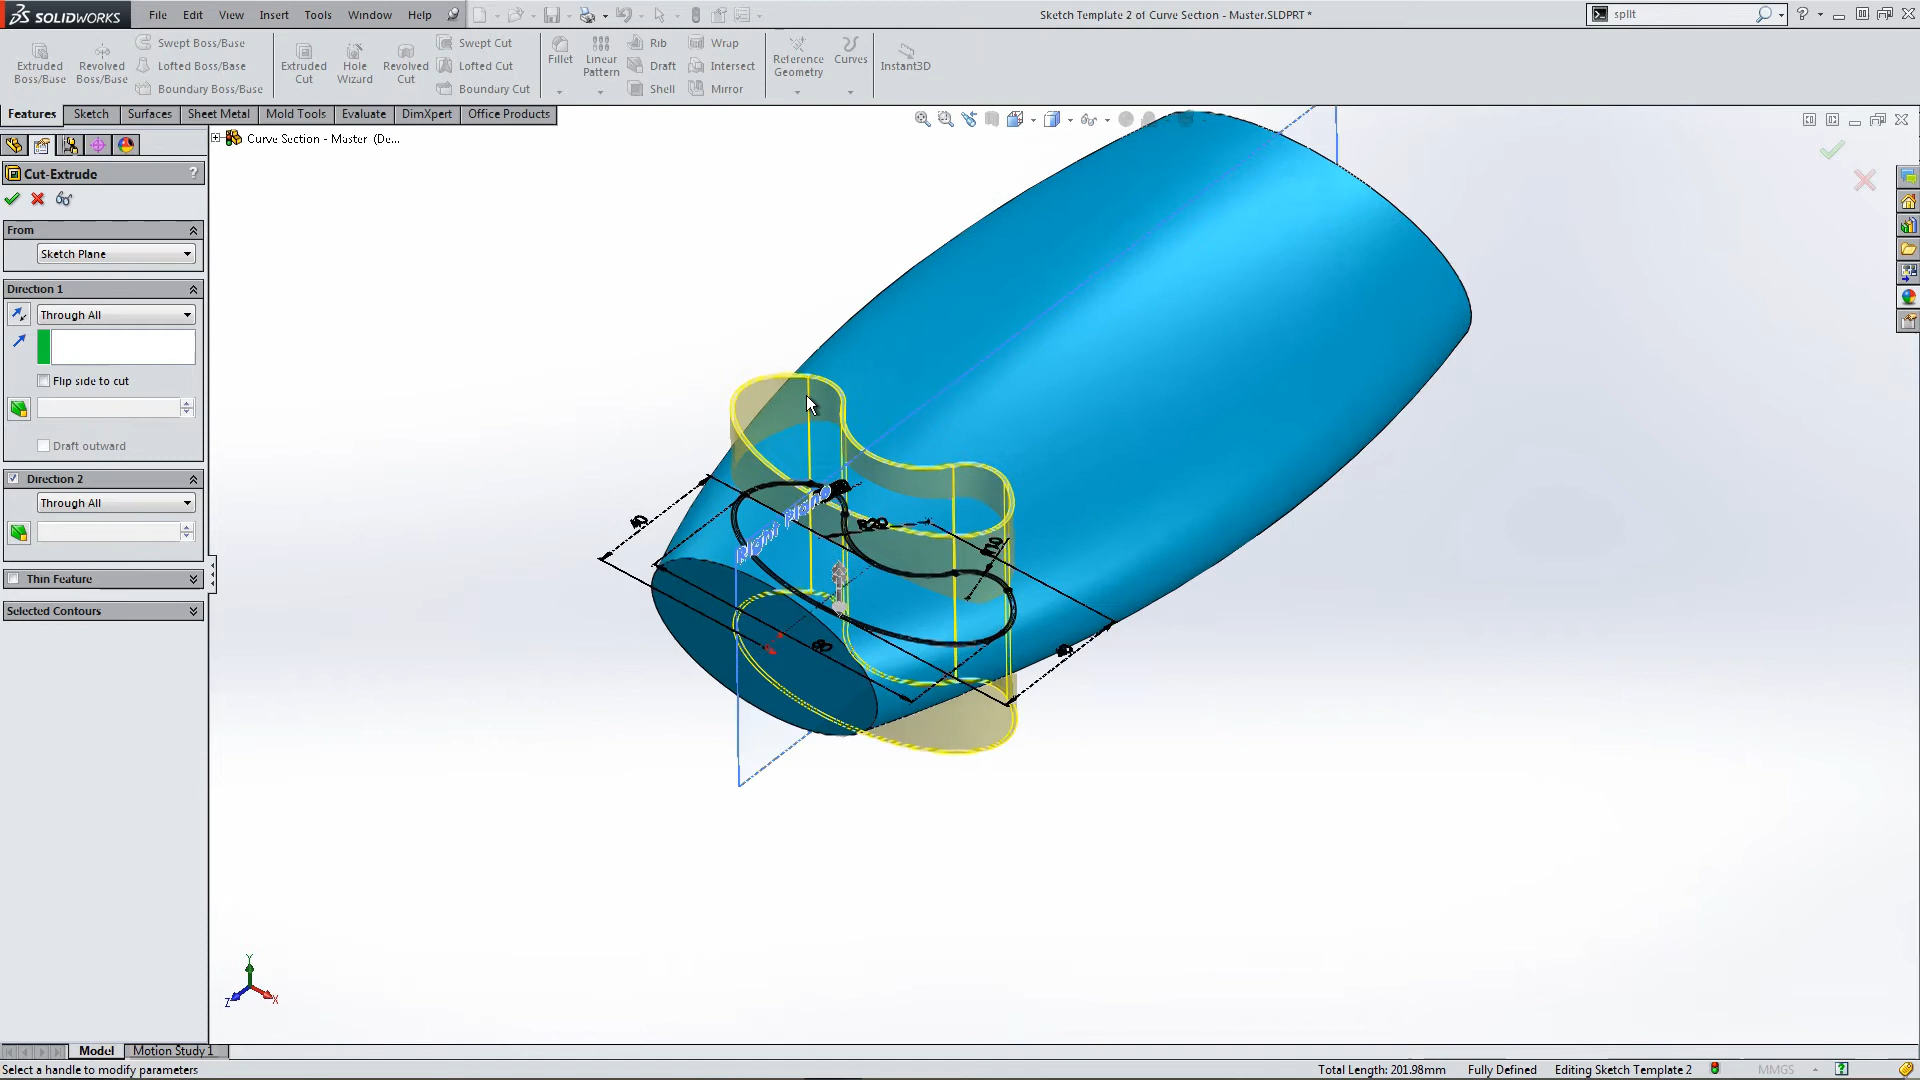 SOLIDWORKS File Edit View Insert Tools Window Help
Sketch Template 2 of Curve Section - Master.SLDPRT *
split
Extruded Boss/Base
Revolved Boss/Base
Swept Boss/Base
Lofted Boss/Base
Boundary Boss/Base
Extruded Cut
Hole Wizard
Revolved Cut
Swept Cut
Lofted Cut
Boundary Cut
Fillet
Linear Pattern
Rib
Draft
Shell
Wrap
Intersect
Mirror
Reference Geometry
Curves
Instant3D
Features Sketch Surfaces Sheet Metal Mold Tools Evaluate DimXpert Office Products
Curve Section - Master (De...
Cut-Extrude ?
From
Sketch Plane
Direction 1
Through All
Flip side to cut
Draft outward
Direction 2
Through All
Thin Feature
Selected Contours
Right Plane
40
R20
R10
80
40
Y
Z
X
Model Motion Study 1
Select a handle to modify parameters
Total Length: 201.98mm Fully Defined Editing Sketch Template 2 MMGS